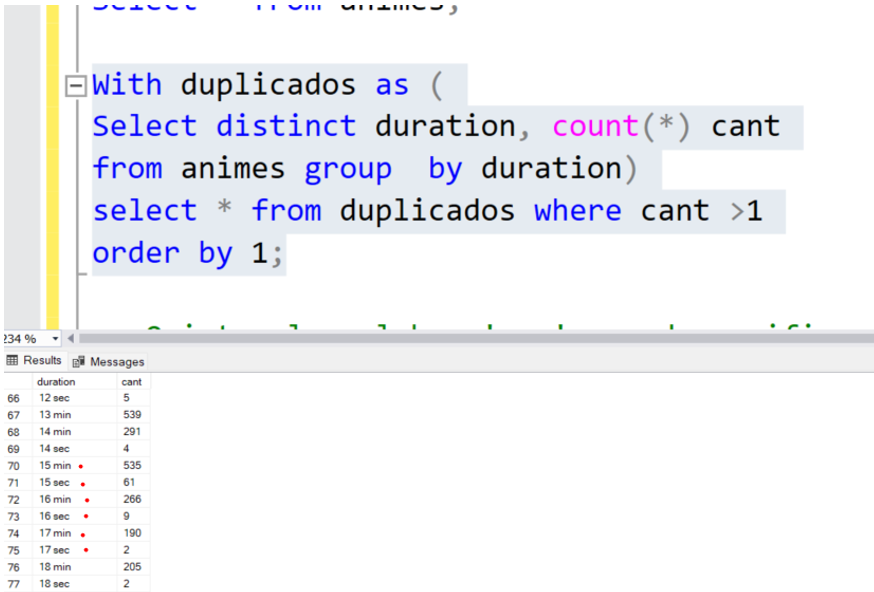 With duplicados as (
Select distinct duration, count(*) cant
from animes group  by duration)
select * from duplicados where cant >1
order by 1;
234 %
Results Messages
duration cant
66 12 sec 5
67 13 min 539
68 14 min 291
69 14 sec 4
70 15 min 535
71 15 sec 61
72 16 min 266
73 16 sec 9
74 17 min 190
75 17 sec 2
76 18 min 205
77 18 sec 2